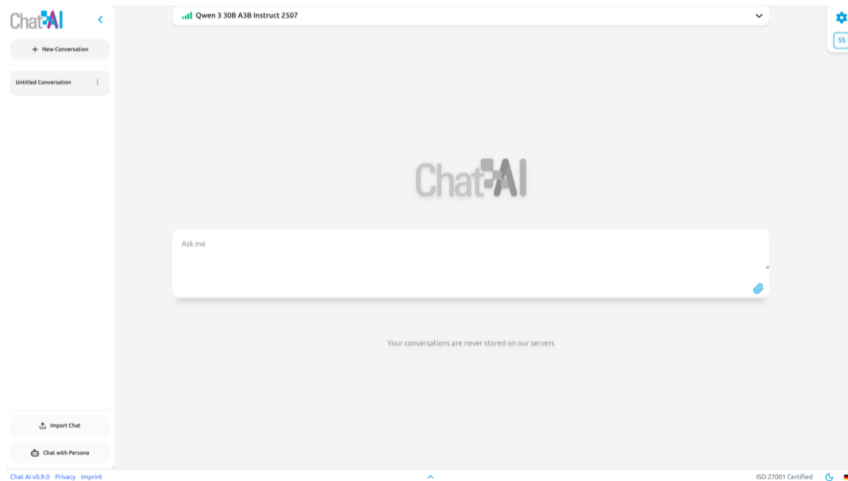 Chat AI
Qwen 3 30B A3B Instruct 2507
SS
+ New Conversation
Untitled Conversation
Chat AI
Ask me
Your conversations are never stored on our servers
Import Chat
Chat with Persona
Chat AI v0.9.0 Privacy Imprint
ISO 27001 Certified